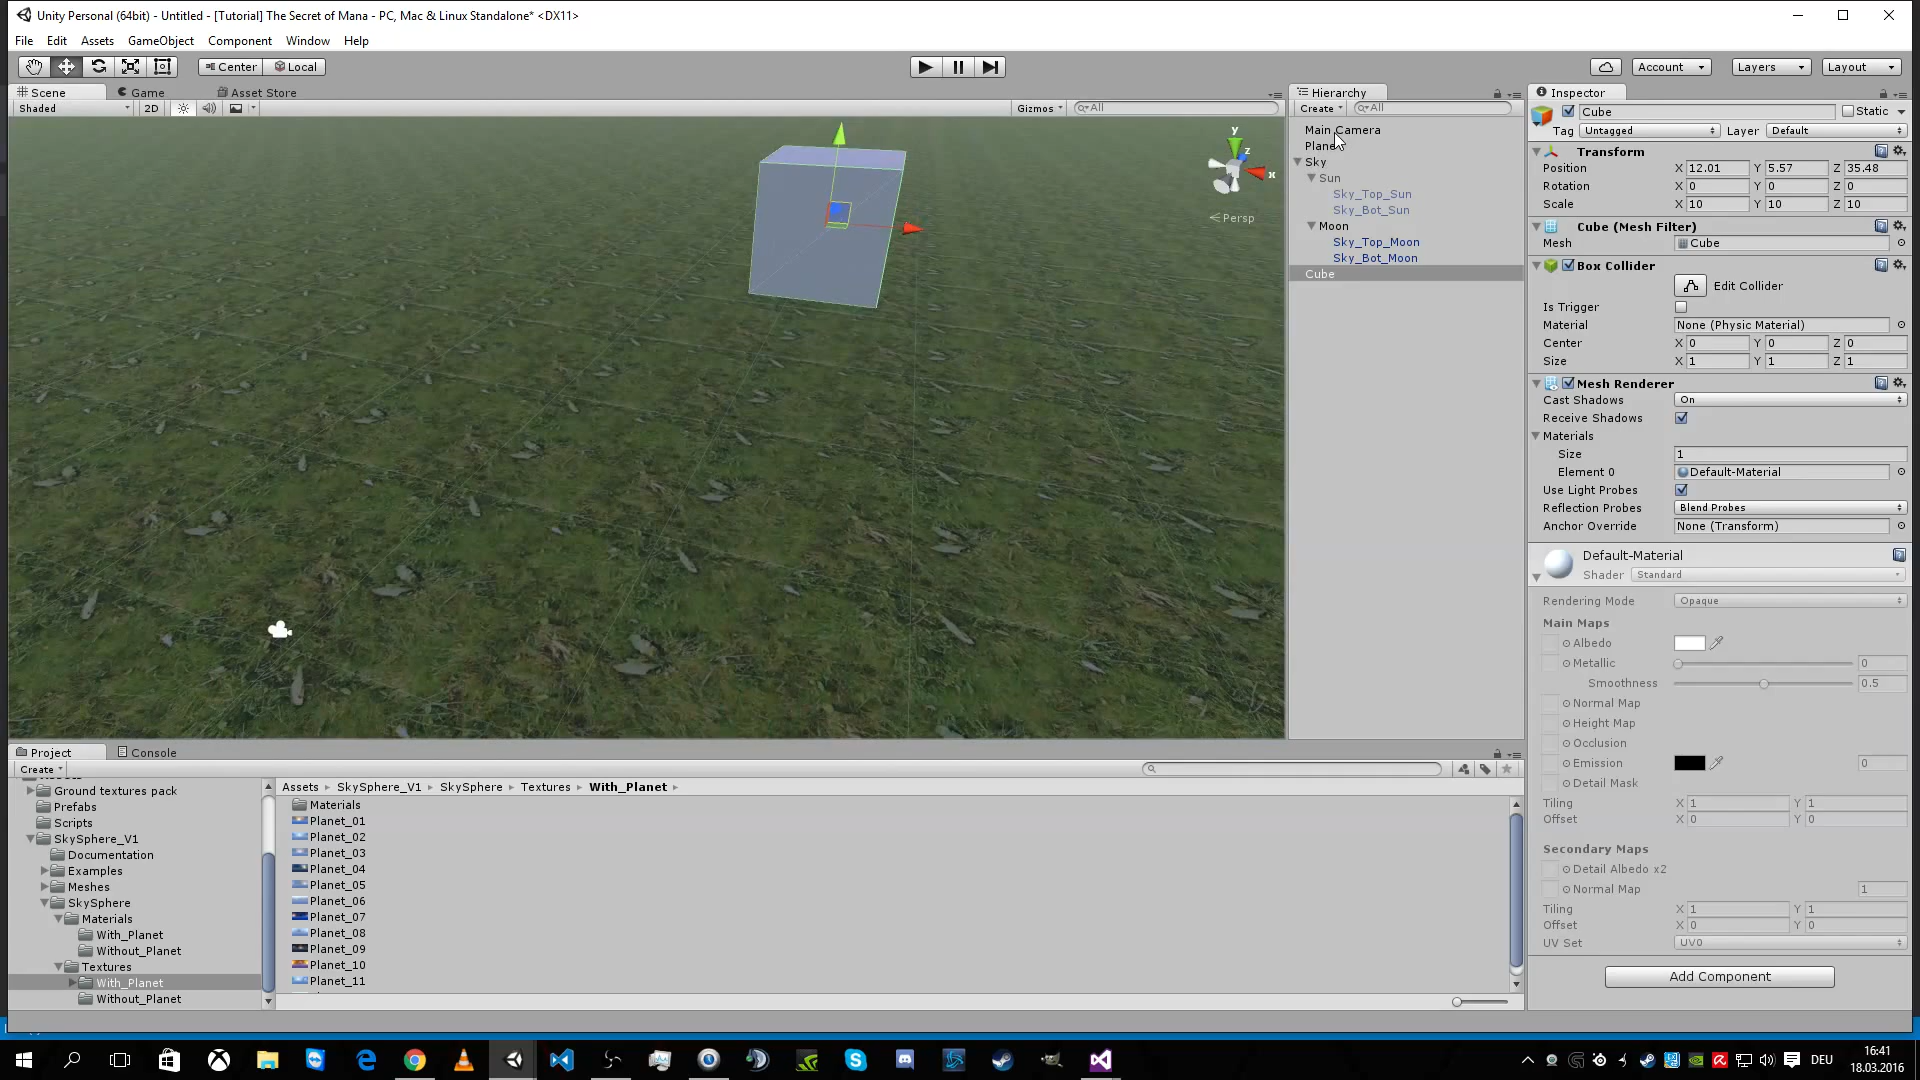 Unity Personal (64bit) - Untitled - [Tutorial] The Secret of Mana - PC, Mac & Linux Standalone* <DX11>
File Edit Assets GameObject Component Window Help
Center Local Account Layers Layout
Scene Game Asset Store
Shaded 2D Gizmos All
y
z
x
Persp
Hierarchy
Create All
Main Camera
Plane
Sky
Sun
Sky_Top_Sun
Sky_Bot_Sun
Moon
Sky_Top_Moon
Sky_Bot_Moon
Cube
Inspector
Cube Static
Tag Untagged Layer Default
Transform
Position X 12.01 Y 5.57 Z 35.48
Rotation X 0 Y 0 Z 0
Scale X 10 Y 10 Z 10
Cube (Mesh Filter)
Mesh Cube
Box Collider
Edit Collider
Is Trigger
Material None (Physic Material)
Center X 0 Y 0 Z 0
Size X 1 Y 1 Z 1
Mesh Renderer
Cast Shadows On
Receive Shadows
Materials
Size 1
Element 0 Default-Material
Use Light Probes
Reflection Probes Blend Probes
Anchor Override None (Transform)
Default-Material
Shader Standard
Rendering Mode Opaque
Main Maps
Albedo
Metallic 0
Smoothness 0.5
Normal Map
Height Map
Occlusion
Emission 0
Detail Mask
Tiling X 1 Y 1
Offset X 0 Y 0
Secondary Maps
Detail Albedo x2
Normal Map 1
Tiling X 1 Y 1
Offset X 0 Y 0
UV Set UV0
Add Component
Project Console
Create
Ground textures pack
Prefabs
Scripts
SkySphere_V1
Documentation
Examples
Meshes
SkySphere
Materials
With_Planet
Without_Planet
Textures
With_Planet
Without_Planet
Assets SkySphere_V1 SkySphere Textures With_Planet
Materials
Planet_01
Planet_02
Planet_03
Planet_04
Planet_05
Planet_06
Planet_07
Planet_08
Planet_09
Planet_10
Planet_11
DEU
16:41
18.03.2016